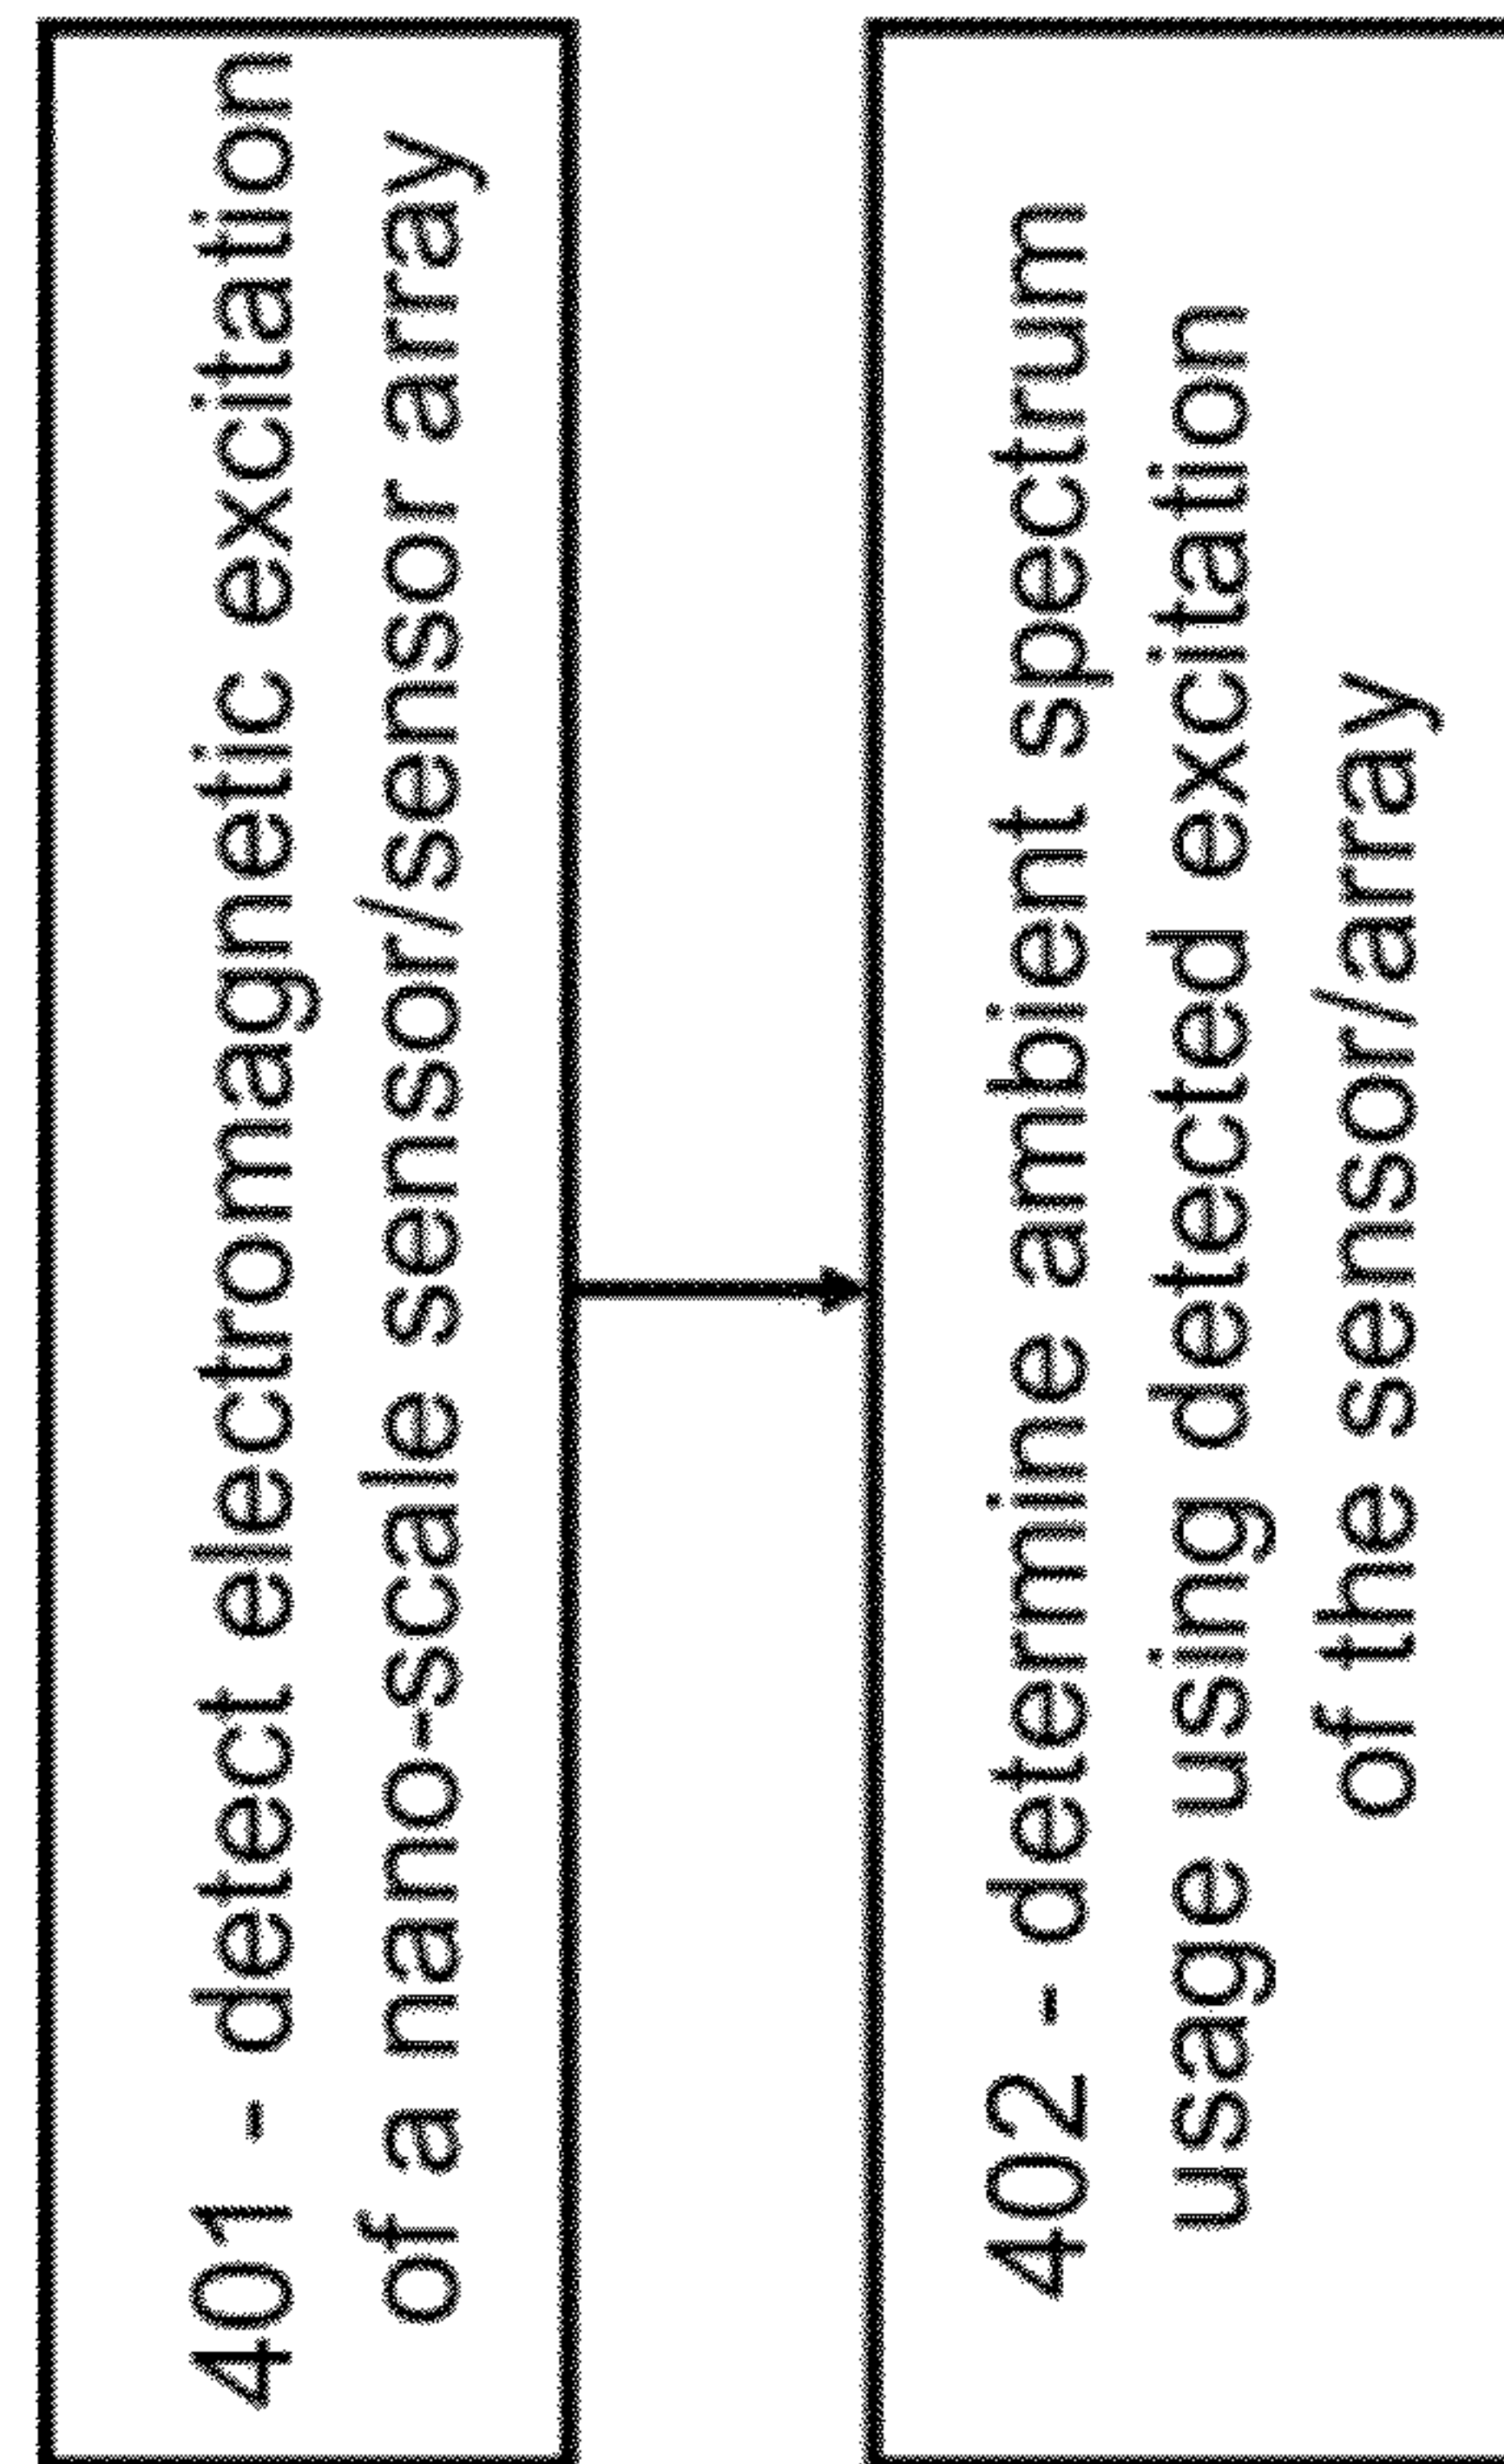 401 - detect electromagnetic excitation
of a nano-scale sensor/sensor array
402 - determine ambient spectrum
usage using detected excitation
of the sensor/array